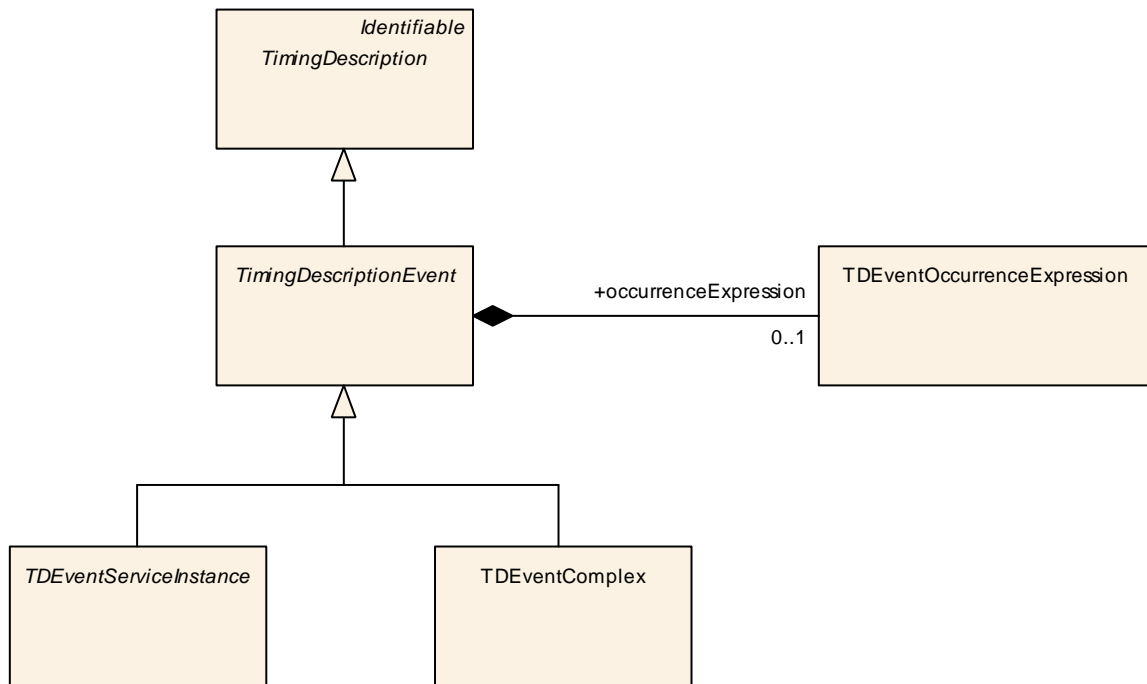 Identifiable
TimingDescription
TimingDescriptionEvent
+occurrenceExpression
0..1
TDEventOccurrenceExpression
TDEventServiceInstance
TDEventComplex